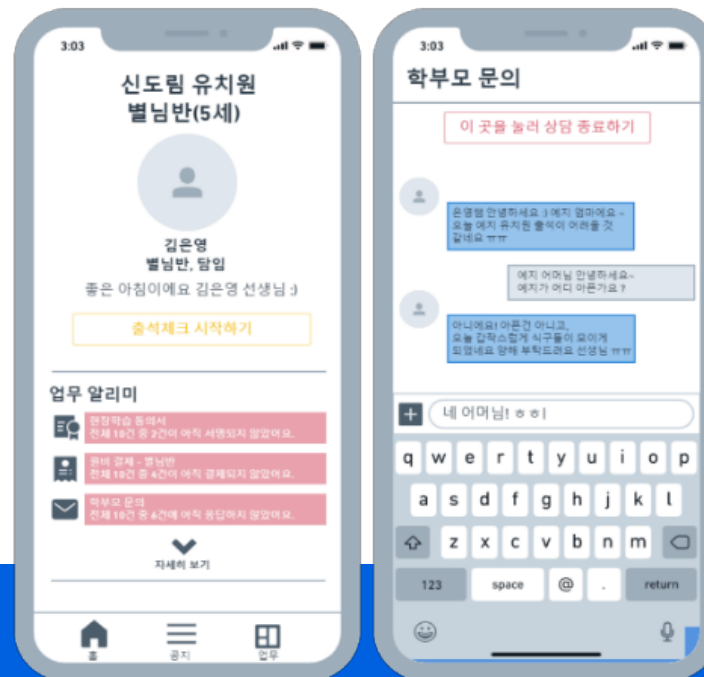 3:03
신도림 유치원
별님반(5세)
김은영
별님반, 담임
좋은 아침이에요 김은영 선생님 :)
출석체크 시작하기
업무 알리미
현장학습 동의서
전체 10건 중 2건이 아직 서명되지 않았어요.
원비 결제 - 별님반
전체 10건 중 4건이 아직 결제되지 않았어요.
학부모 문의
전체 10건 중 6건에 아직 응답하지 않았어요.
자세히 보기
홈
공지
업무
3:03
학부모 문의
이 곳을 눌러 상담 종료하기
은영쌤 안녕하세요 :) 예지 엄마에요~
오늘 예지 유치원 출석이 어려울 것
같네요 ㅠㅠ
예지 어머님 안녕하세요~
예지가 어디 아픈가요?
아니에요! 아픈건 아니고,
오늘 갑작스럽게 식구들이 모이게
되었네요 양해 부탁드려요 선생님 ㅠㅠ
네 어머님! ㅎㅎ
q w e r t y u i o p
a s d f g h j k l
z x c v b n m
123 space @ . return